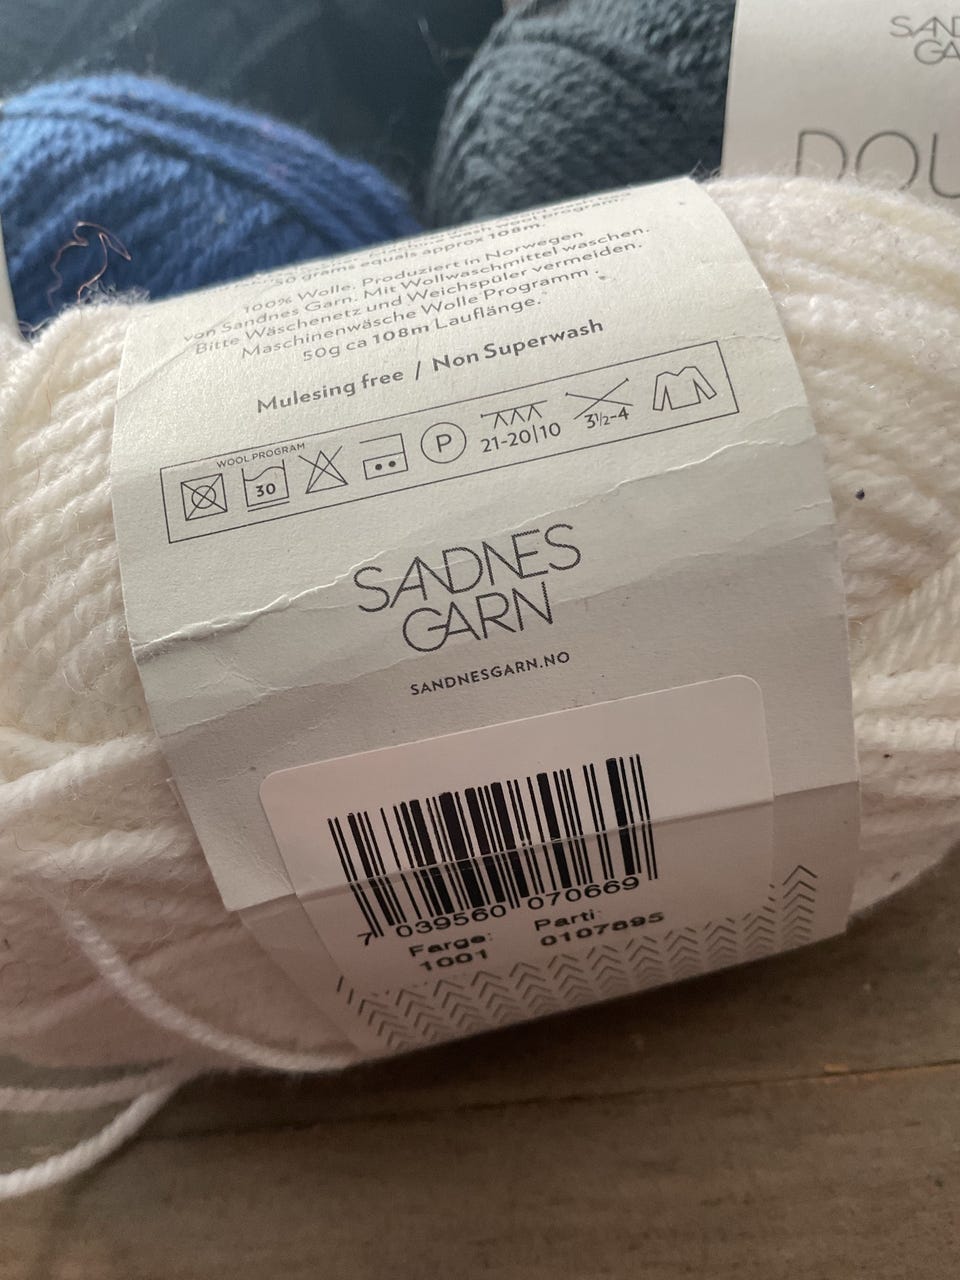 SAND
GA
DOU
50 grams equals approx 108m.
100% Wolle. Produziert in Norwegen
von Sandnes Garn. Mit Wollwaschmittel waschen.
Bitte Wäschenetz und Weichspüler vermeiden.
Maschinenwäsche Wolle Programm.
50g ca 108m Lauflänge.
Mulesing free / Non Superwash
WOOL PROGRAM
30
P
21-20|10
3½-4
SANDNES
GARN
SANDNESGARN.NO
7 039560 070669
Farge: Parti:
1001 0107895